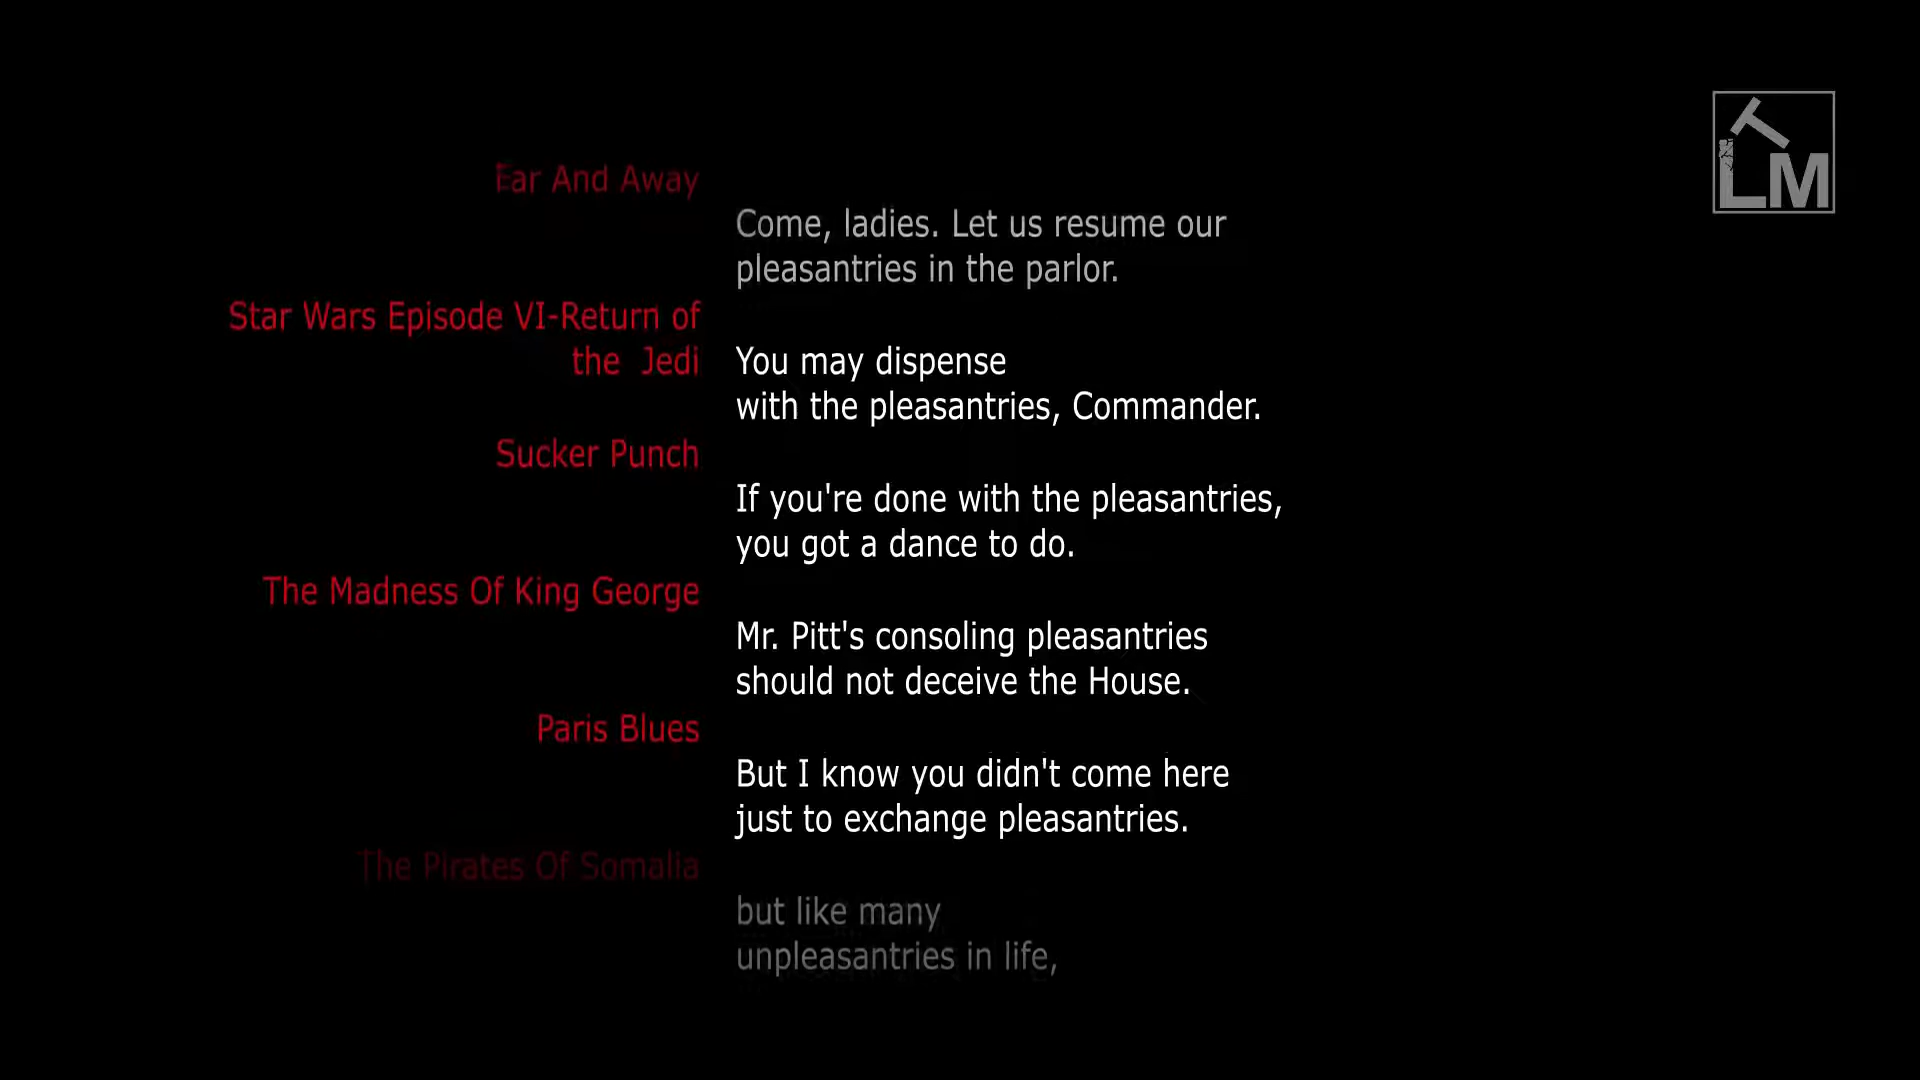 Far And Away
Come, ladies. Let us resume our
pleasantries in the parlor.
Star Wars Episode VI-Return of
the Jedi
You may dispense
with the pleasantries, Commander.
Sucker Punch
If you're done with the pleasantries,
you got a dance to do.
The Madness Of King George
Mr. Pitt's consoling pleasantries
should not deceive the House.
Paris Blues
But I know you didn't come here
just to exchange pleasantries.
The Pirates Of Somalia
but like many
unpleasantries in life,
TLM